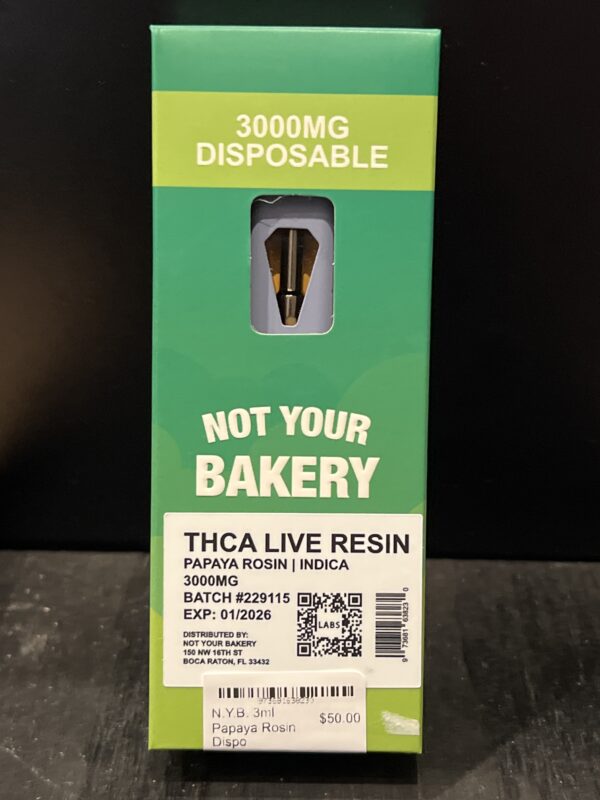 3000MG
DISPOSABLE
NOT YOUR
BAKERY
THCA LIVE RESIN
PAPAYA ROSIN | INDICA
3000MG
BATCH #229115
EXP: 01/2026
LABS
DISTRIBUTED BY:
NOT YOUR BAKERY
150 NW 16TH ST
BOCA RATON, FL 33432
N.Y.B. 3ml
$50.00
Papaya Rosin
Dispo